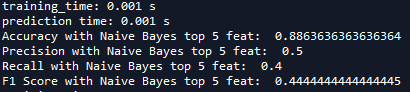 training_time: 0.001 s
prediction time: 0.001 s
Accuracy with Naive Bayes top 5 feat:  0.8863636363636364
Precision with Naive Bayes top 5 feat:  0.5
Recall with Naive Bayes top 5 feat:  0.4
F1 Score with Naive Bayes top 5 feat:  0.4444444444444445